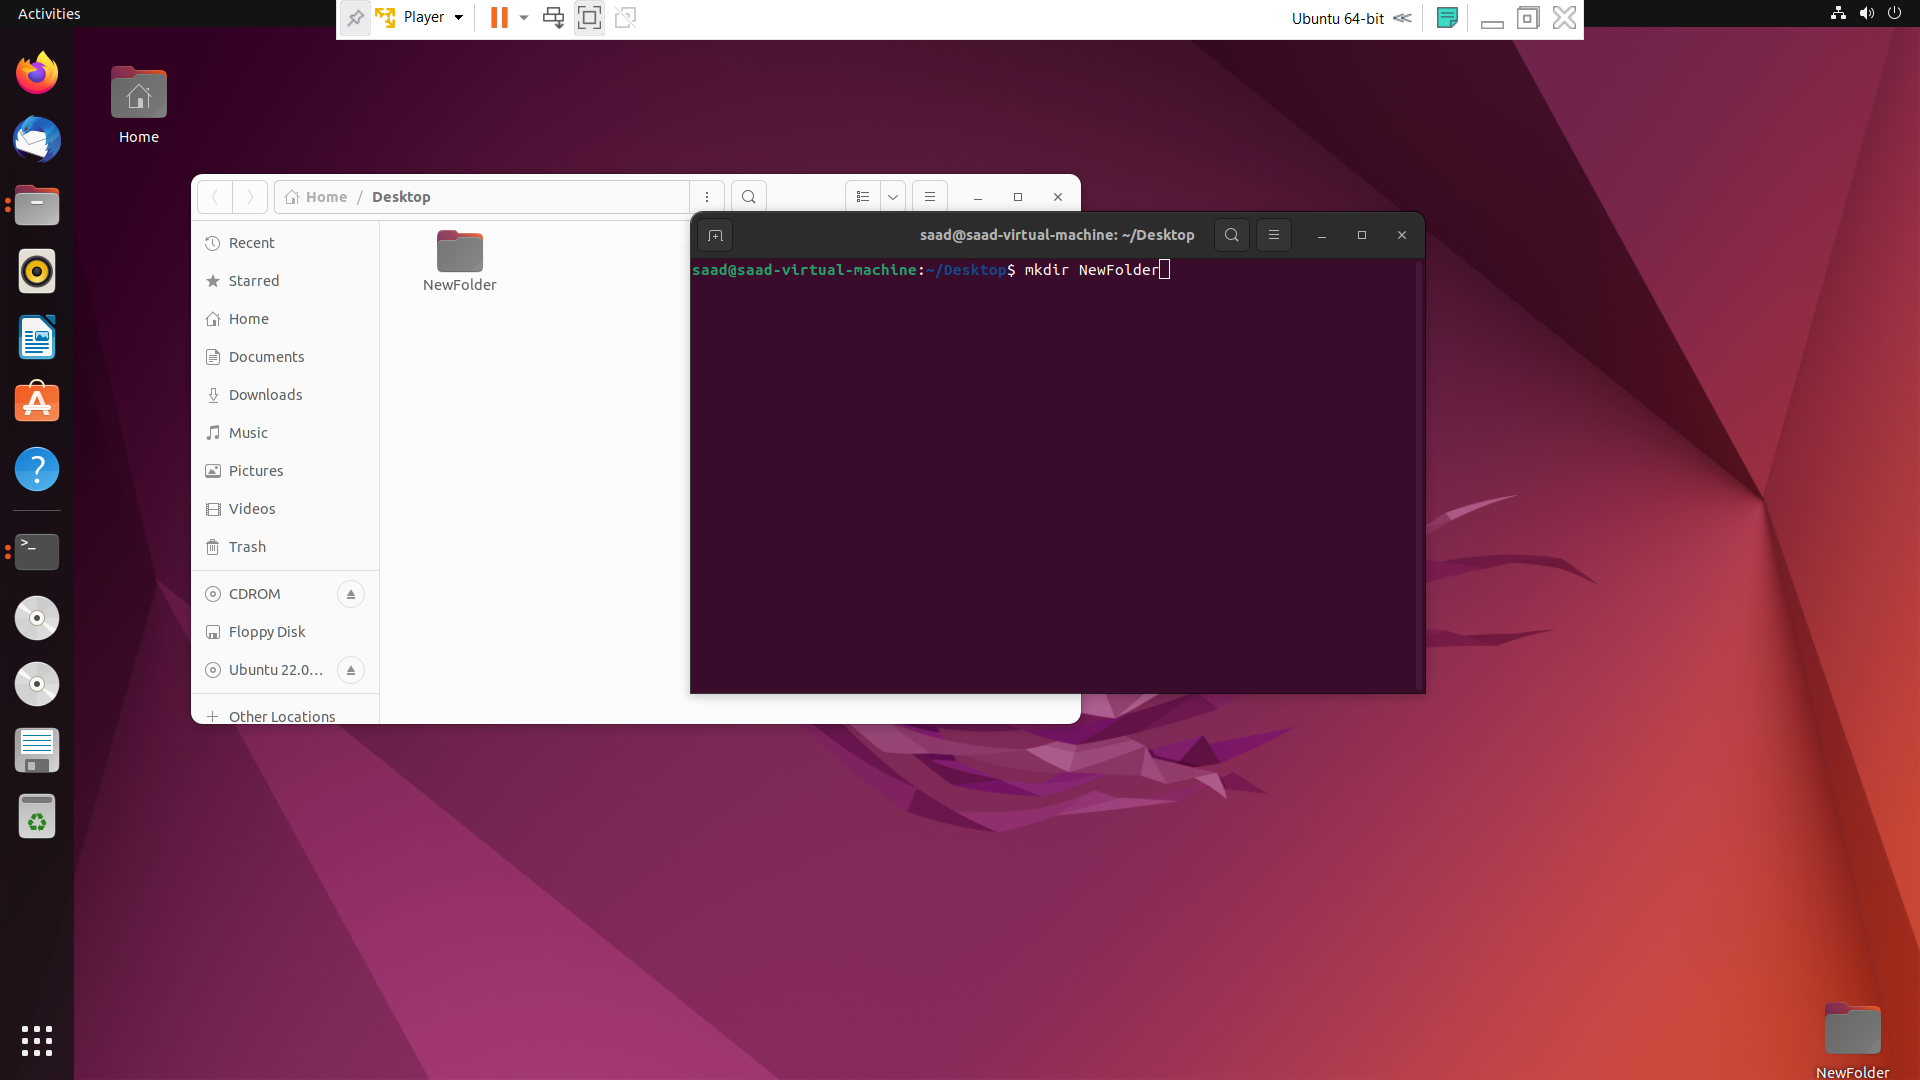 Activities
Player
Ubuntu 64-bit
Home
Home / Desktop
Recent
Starred
Home
Documents
Downloads
Music
Pictures
Videos
Trash
CDROM
Floppy Disk
Ubuntu 22.0…
Other Locations
NewFolder
saad@saad-virtual-machine: ~/Desktop
saad@saad-virtual-machine:~/Desktop$ mkdir NewFolder
NewFolder